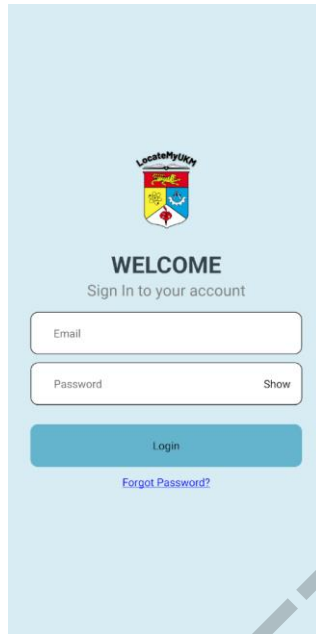 LocateMyUKM
WELCOME
Sign In to your account
Email
Password Show
Login
Forgot Password?